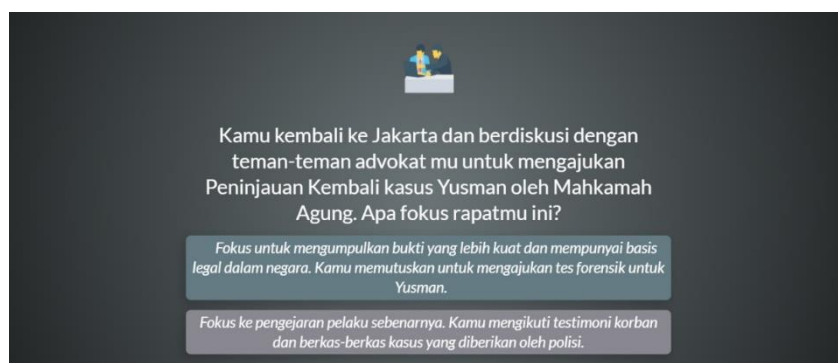 Kamu kembali ke Jakarta dan berdiskusi dengan
teman-teman advokat mu untuk mengajukan
Peninjauan Kembali kasus Yusman oleh Mahkamah
Agung. Apa fokus rapatmu ini?
Fokus untuk mengumpulkan bukti yang lebih kuat dan mempunyai basis
legal dalam negara. Kamu memutuskan untuk mengajukan tes forensik untuk
Yusman.
Fokus ke pengejaran pelaku sebenarnya. Kamu mengikuti testimoni korban
dan berkas-berkas kasus yang diberikan oleh polisi.